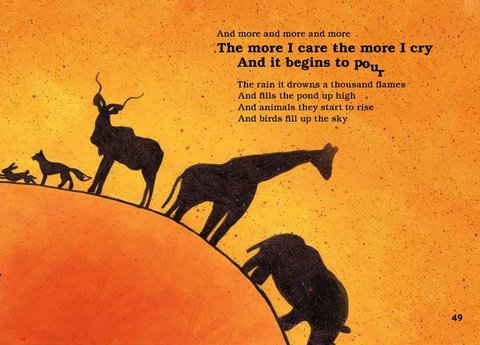 And more and more and more
The more I care the more I cry
And it begins to pour
The rain it drowns a thousand flames
And fills the pond up high
And animals they start to rise
And birds fill up the sky
49